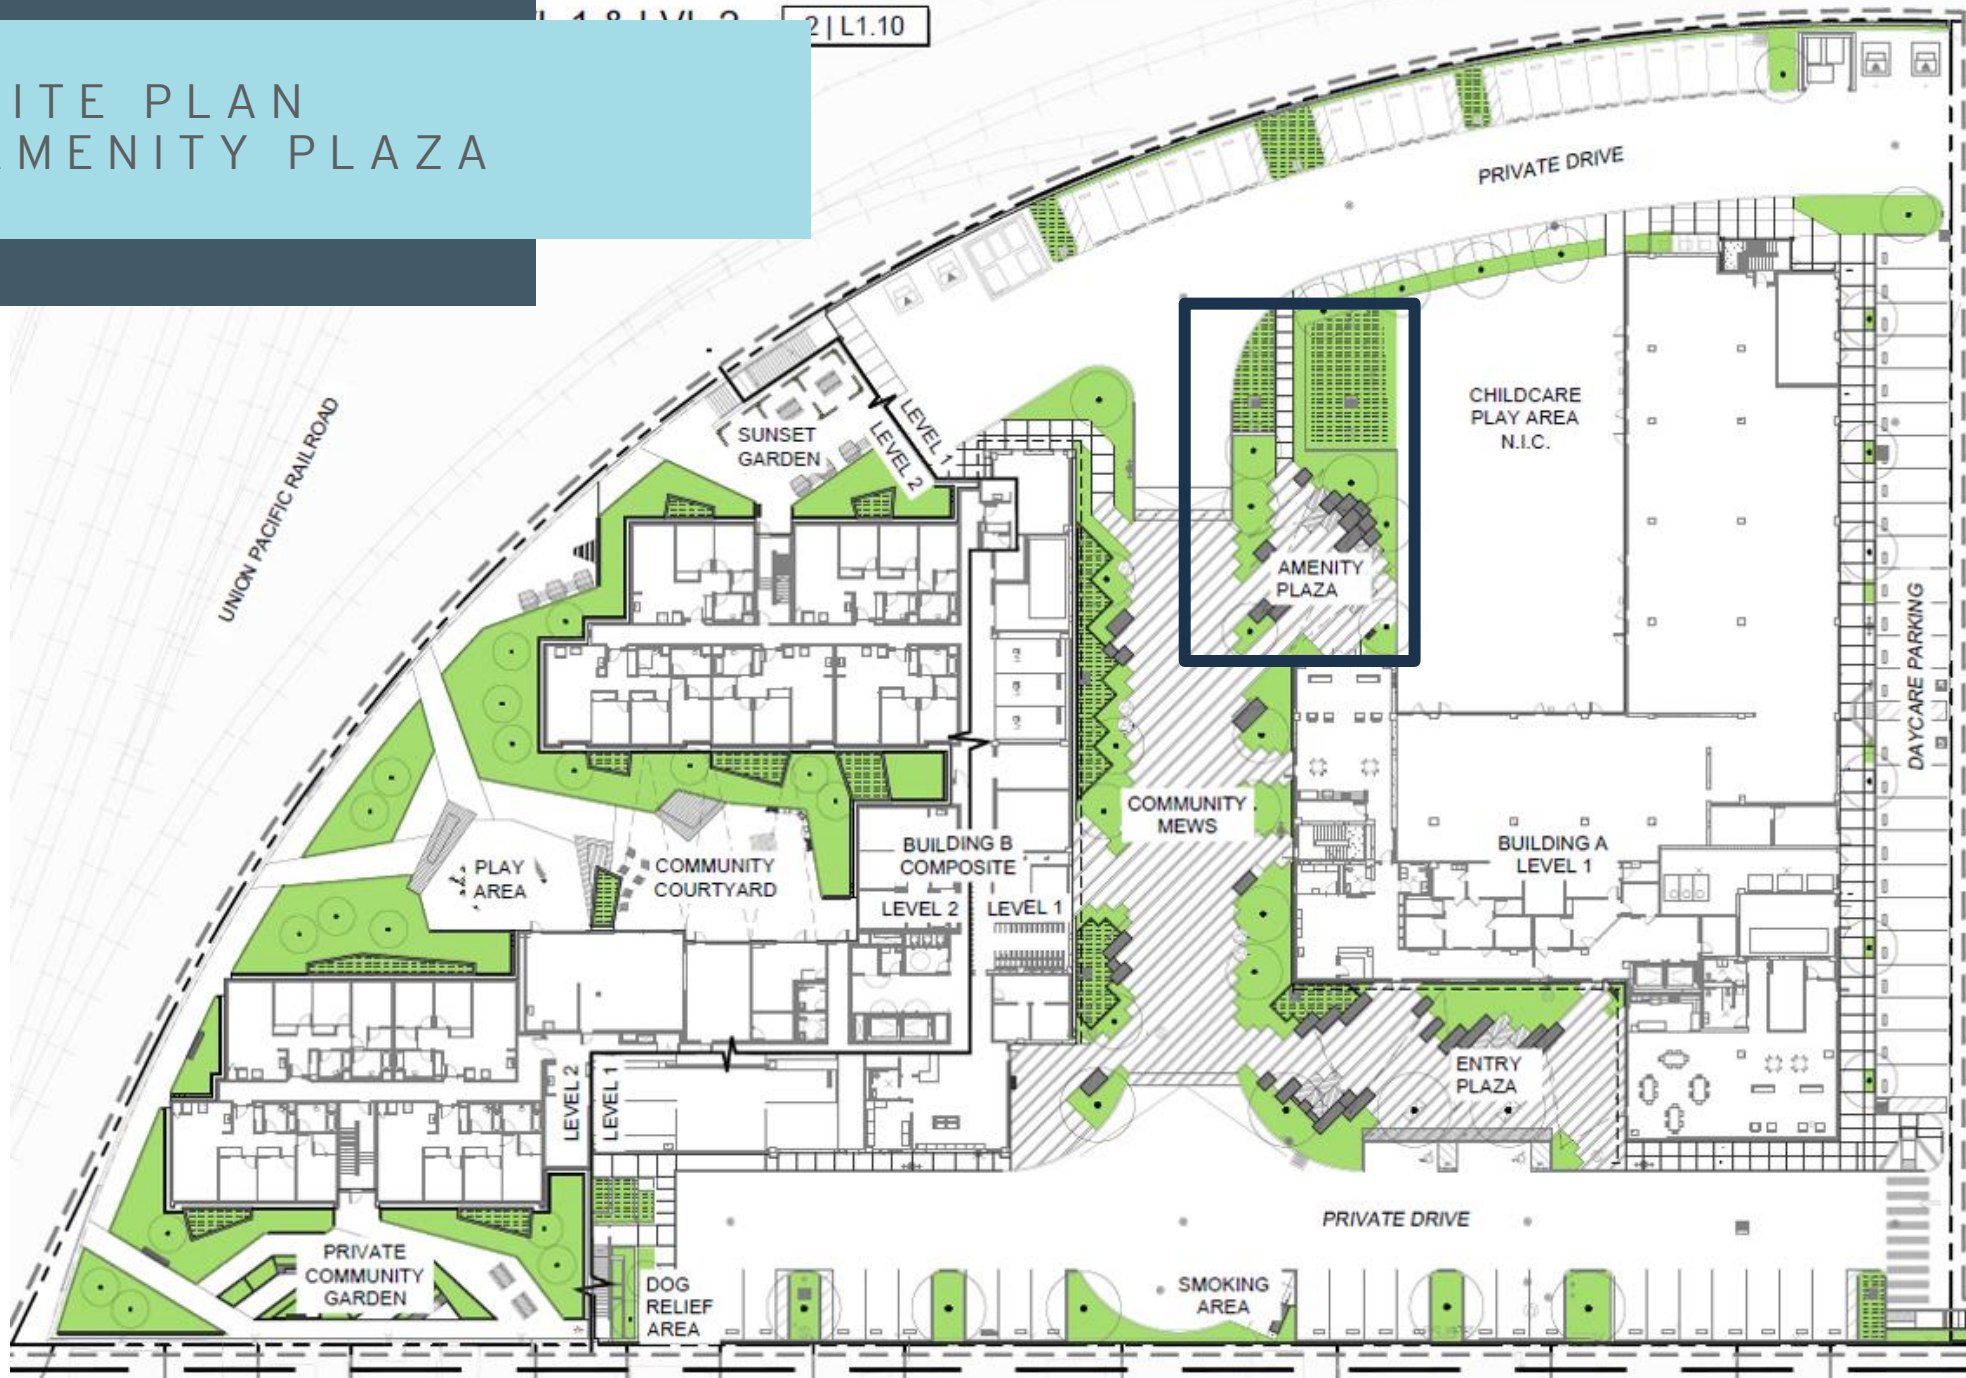 2 | L1.10
ITE PLAN
MENITY PLAZA
PRIVATE DRIVE
UNION PACIFIC RAILROAD
SUNSET
GARDEN
LEVEL 1
LEVEL 2
CHILDCARE
PLAY AREA
N.I.C.
AMENITY
PLAZA
DAYCARE PARKING
COMMUNITY
MEWS
PLAY
AREA
COMMUNITY
COURTYARD
BUILDING B
COMPOSITE
LEVEL 2
LEVEL 1
BUILDING A
LEVEL 1
ENTRY
PLAZA
LEVEL 2
LEVEL 1
PRIVATE DRIVE
PRIVATE
COMMUNITY
GARDEN
DOG
RELIEF
AREA
SMOKING
AREA